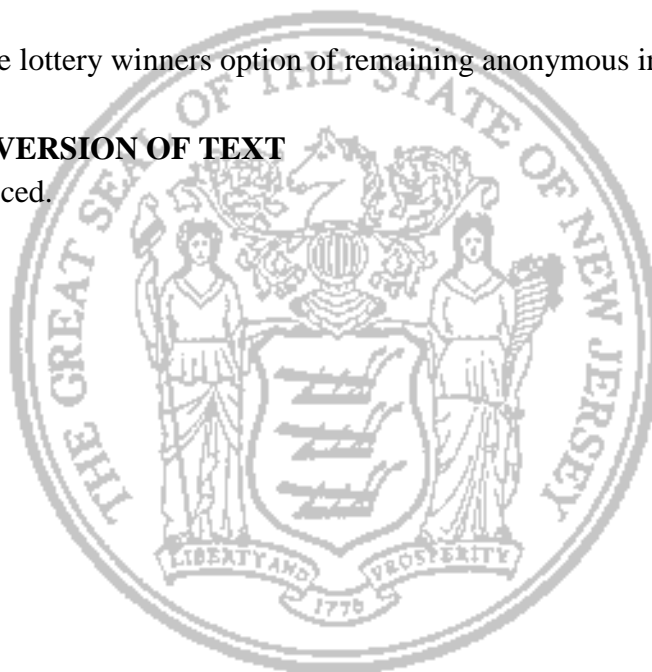 e lottery winners option of remaining anonymous in
VERSION OF TEXT
ced.
THE GREAT SEAL OF THE STATE OF NEW JERSEY
LIBERTY AND PROSPERITY
1776